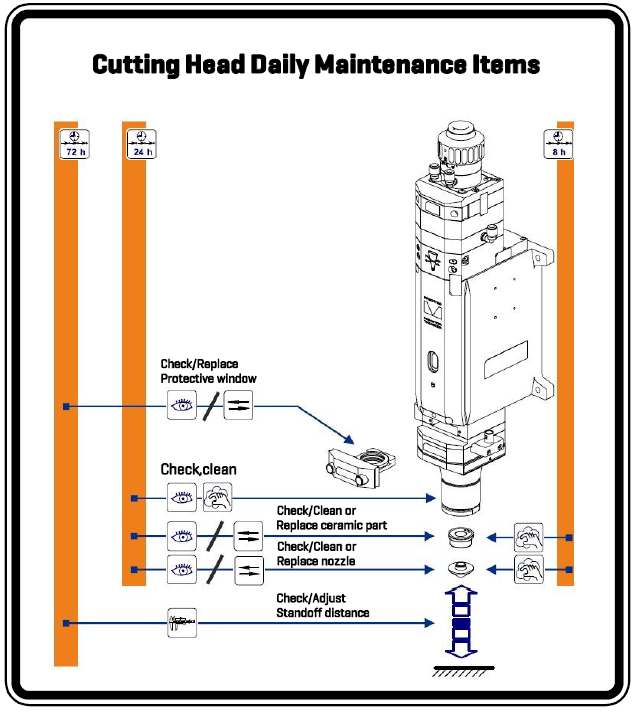 Cutting Head Daily Maintenance Items
72 h
24 h
8 h
Check/Replace
Protective window
Check,clean
Check/Clean or
Replace ceramic part
Check/Clean or
Replace nozzle
Check/Adjust
Standoff distance